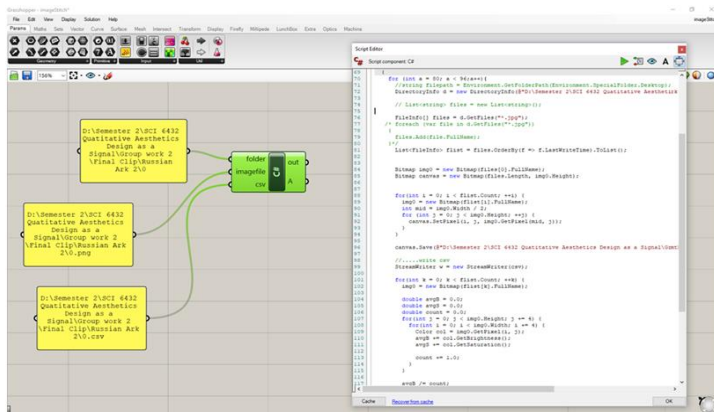 Grasshopper - imageStitch*
File Edit View Display Solution Help
Params Maths Sets Vector Curve Surface Mesh Intersect Transform Display Firefly Millipede LunchBox Extra Optics Machina
Geometry Primitive Input Util
156%
D:\Semester 2\SCI 6432
Quatitative Aesthetics
Design as a
Signal\Group work 2
\Final Clip\Russian
Ark 2\0
D:\Semester 2\SCI 6432
Quatitative Aesthetics
Design as a
Signal\Group work 2
\Final Clip\Russian Ark
2\0.png
D:\Semester 2\SCI 6432
Quatitative Aesthetics
Design as a
Signal\Group work 2
\Final Clip\Russian Ark
2\0.csv
folder
imagefile
csv
C#
out
A
Script Editor
Script component: C#
for (int a = 80; a < 96;a++){
//string filepath = Environment.GetFolderPath(Environment.SpecialFolder.Desktop);
DirectoryInfo d = new DirectoryInfo(@"D:\Semester 2\SCI 6432 Quatitative Aesthetics
// List<string> files = new List<string>();
FileInfo[] files = d.GetFiles("*.jpg");
/* foreach (var file in d.GetFiles("*.jpg"))
{
files.Add(file.FullName);
}*/
List<FileInfo> flist = files.OrderBy(f => f.LastWriteTime).ToList();
Bitmap img0 = new Bitmap(files[0].FullName);
Bitmap canvas = new Bitmap(files.Length, img0.Height);
for(int i = 0; i < flist.Count; ++i) {
img0 = new Bitmap(flist[i].FullName);
int mid = img0.Width / 2;
for (int j = 0; j < img0.Height; ++j) {
canvas.SetPixel(i, j, img0.GetPixel(mid, j));
}
}
canvas.Save(@"D:\Semester 2\SCI 6432 Quatitative Aesthetics Design as a Signal\
//.....write csv
StreamWriter w = new StreamWriter(csv);
for(int k = 0; k < flist.Count; ++k) {
img0 = new Bitmap(flist[k].FullName);
double avgB = 0.0;
double avgS = 0.0;
double count = 0.0;
for(int j = 0; j < img0.Height; j += 4) {
for(int i = 0; i < img0.Width; i += 4) {
Color col = img0.GetPixel(i, j);
avgB += col.GetBrightness();
avgS += col.GetSaturation();
count += 1.0;
}
}
avgB /= count;
Cache Recover from cache OK